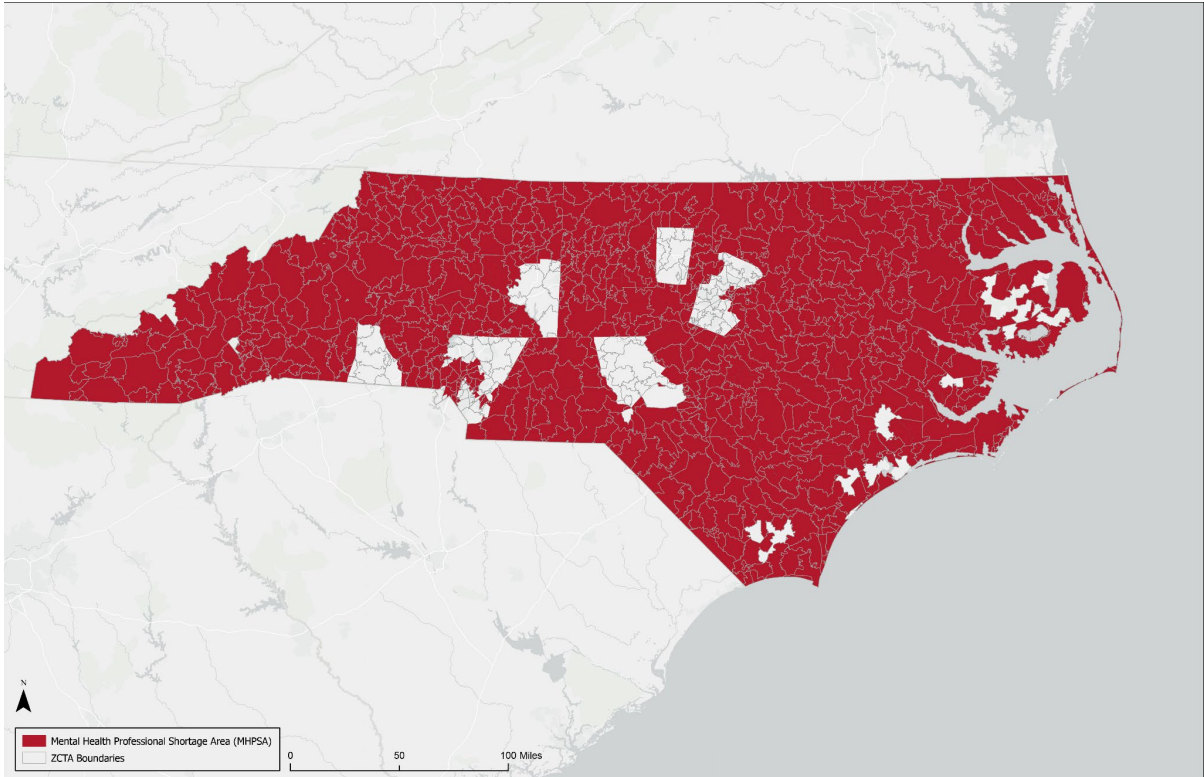 N
Mental Health Professional Shortage Area (MHPSA)
ZCTA Boundaries
0 50 100 Miles